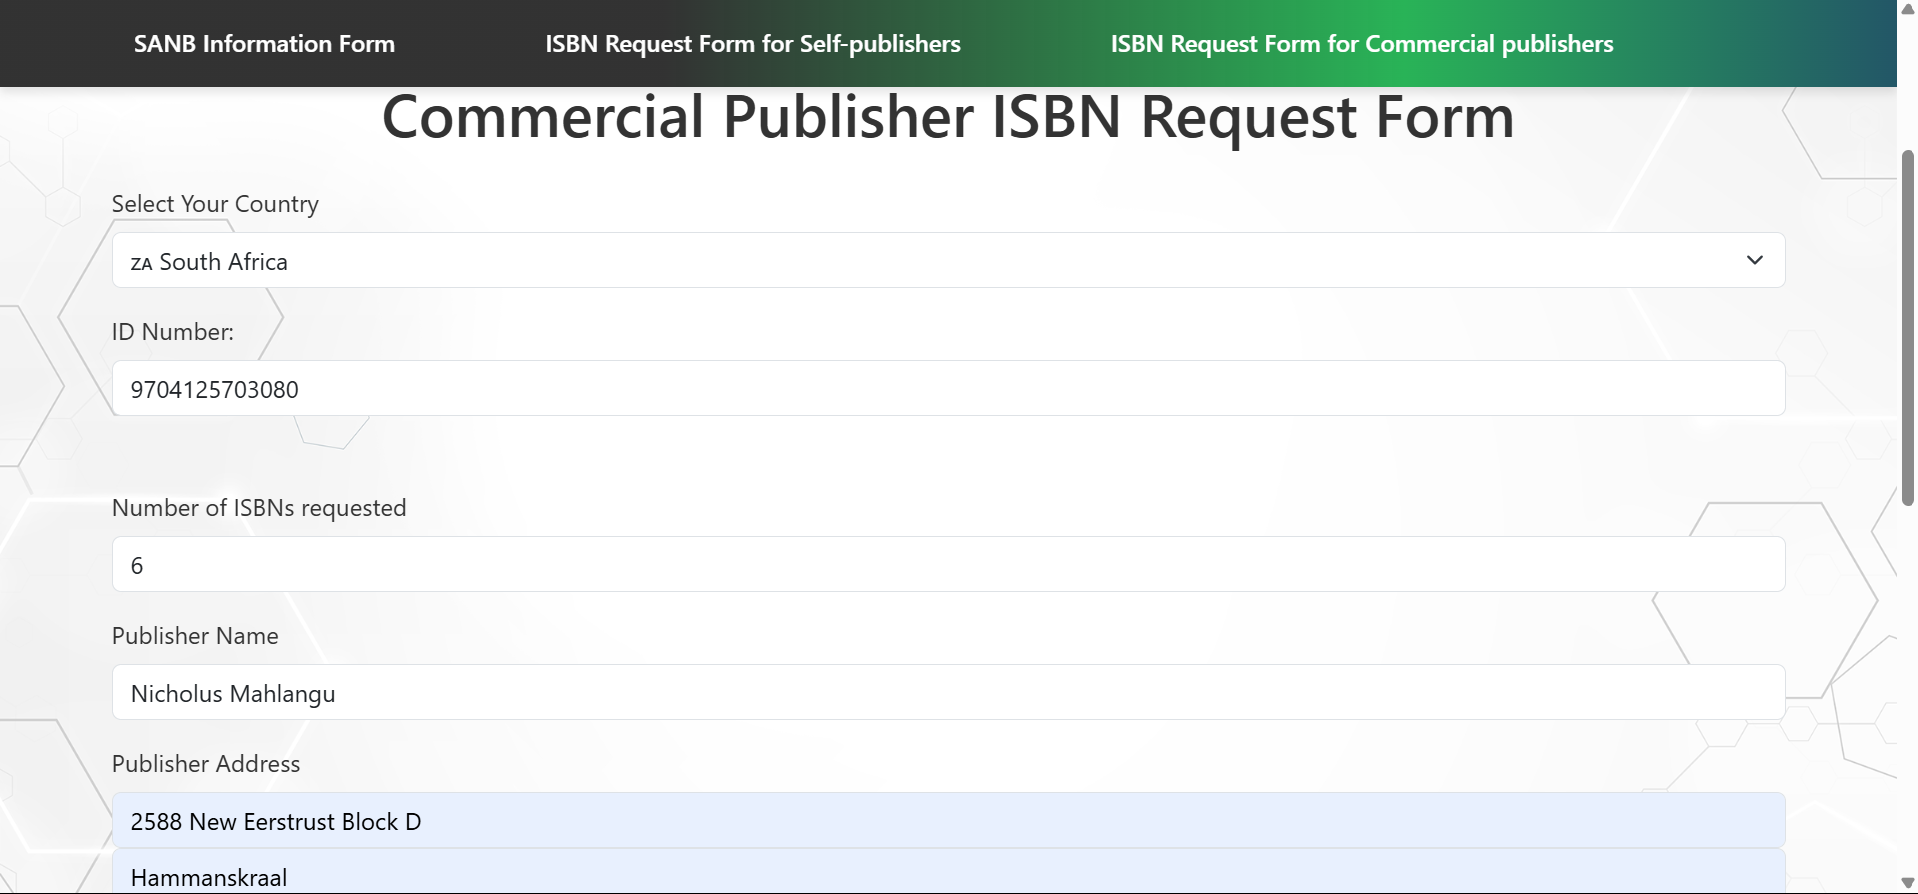 SANB Information Form
ISBN Request Form for Self-publishers
ISBN Request Form for Commercial publishers
Commercial Publisher ISBN Request Form
Select Your Country
ZA South Africa
ID Number:
9704125703080
Number of ISBNs requested
6
Publisher Name
Nicholus Mahlangu
Publisher Address
2588 New Eerstrust Block D
Hammanskraal